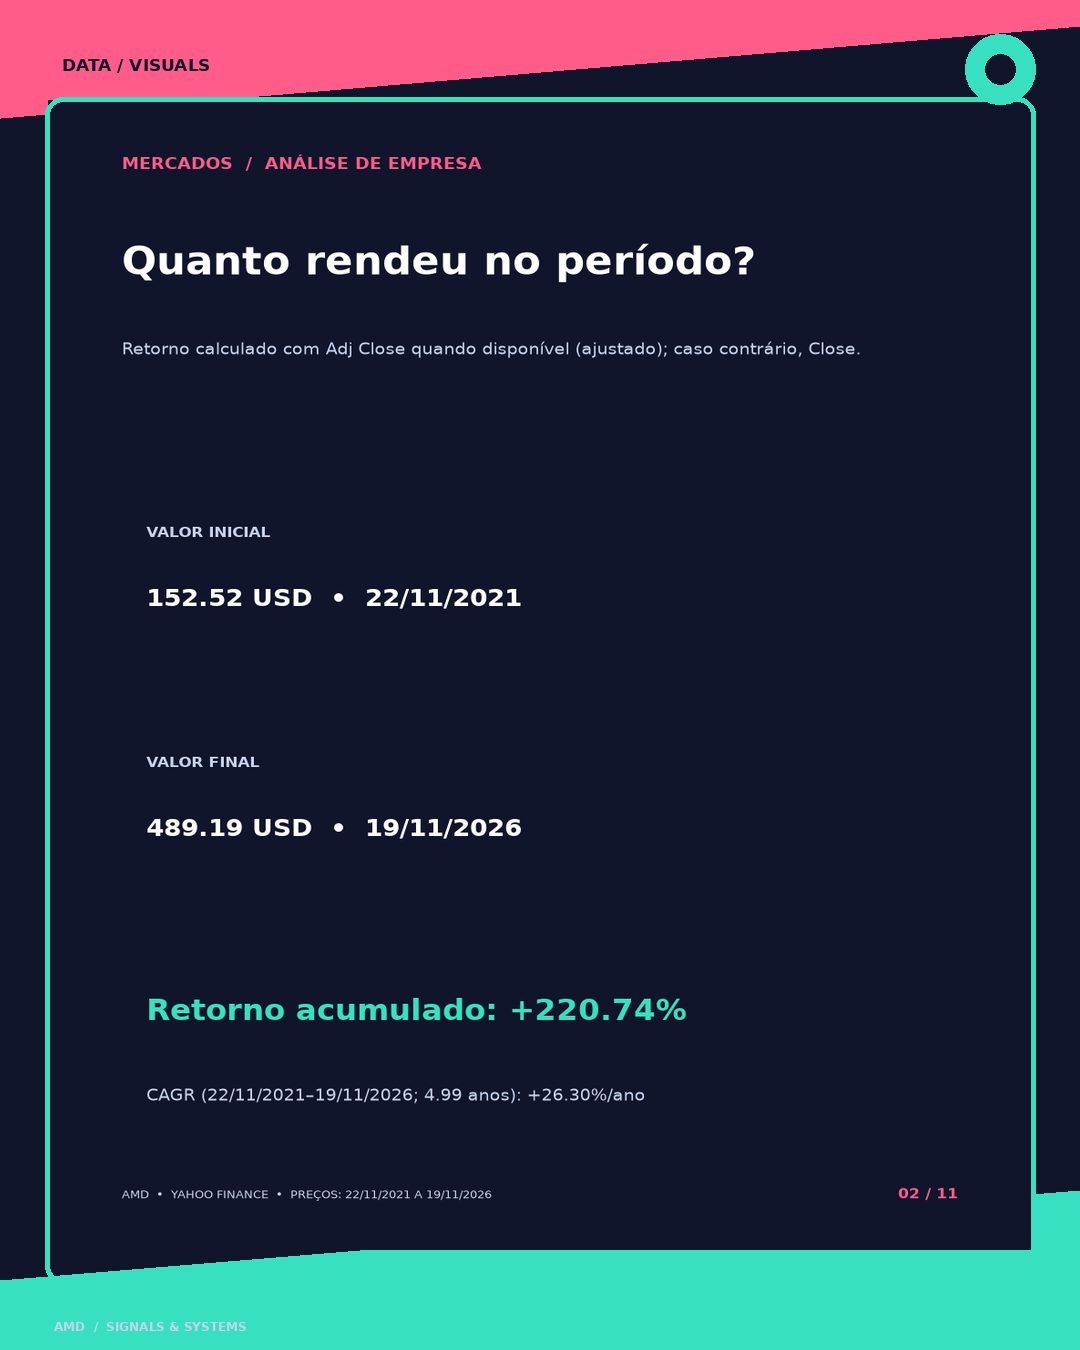 DATA / VISUALS
MERCADOS / ANÁLISE DE EMPRESA
Quanto rendeu no período?
Retorno calculado com Adj Close quando disponível (ajustado); caso contrário, Close.
VALOR INICIAL
152.52 USD • 22/11/2021
VALOR FINAL
489.19 USD • 19/11/2026
Retorno acumulado: +220.74%
CAGR (22/11/2021–19/11/2026; 4.99 anos): +26.30%/ano
AMD • YAHOO FINANCE • PREÇOS: 22/11/2021 A 19/11/2026
02 / 11
AMD / SIGNALS & SYSTEMS